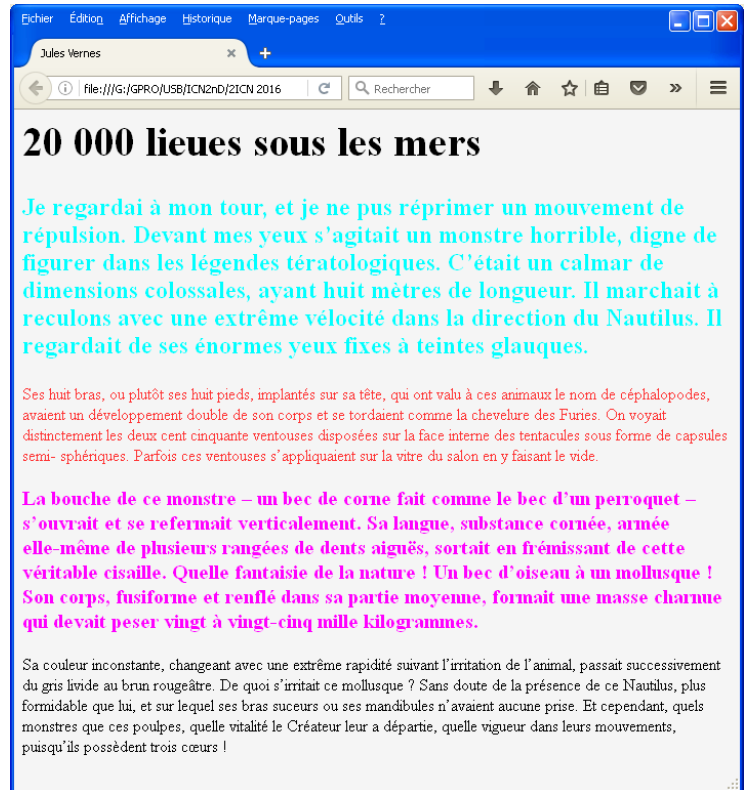 Fichier Édition Affichage Historique Marque-pages Outils ?
Jules Vernes × +
file:///G:/GPRO/USB/ICN2nD/2ICN 2016 Rechercher
20 000 lieues sous les mers
Je regardai à mon tour, et je ne pus réprimer un mouvement de
répulsion. Devant mes yeux s’agitait un monstre horrible, digne de
figurer dans les légendes tératologiques. C’était un calmar de
dimensions colossales, ayant huit mètres de longueur. Il marchait à
reculons avec une extrême vélocité dans la direction du Nautilus. Il
regardait de ses énormes yeux fixes à teintes glauques.
Ses huit bras, ou plutôt ses huit pieds, implantés sur sa tête, qui ont valu à ces animaux le nom de céphalopodes,
avaient un développement double de son corps et se tordaient comme la chevelure des Furies. On voyait
distinctement les deux cent cinquante ventouses disposées sur la face interne des tentacules sous forme de capsules
semi- sphériques. Parfois ces ventouses s’appliquaient sur la vitre du salon en y faisant le vide.
La bouche de ce monstre – un bec de corne fait comme le bec d’un perroquet –
s’ouvrait et se refermait verticalement. Sa langue, substance cornée, armée
elle-même de plusieurs rangées de dents aiguës, sortait en frémissant de cette
véritable cisaille. Quelle fantaisie de la nature ! Un bec d’oiseau à un mollusque !
Son corps, fusiforme et renflé dans sa partie moyenne, formait une masse charnue
qui devait peser vingt à vingt-cinq mille kilogrammes.
Sa couleur inconstante, changeant avec une extrême rapidité suivant l’irritation de l’animal, passait successivement
du gris livide au brun rougeâtre. De quoi s’irritait ce mollusque ? Sans doute de la présence de ce Nautilus, plus
formidable que lui, et sur lequel ses bras suceurs ou ses mandibules n’avaient aucune prise. Et cependant, quels
monstres que ces poulpes, quelle vitalité le Créateur leur a départie, quelle vigueur dans leurs mouvements,
puisqu’ils possèdent trois cœurs !